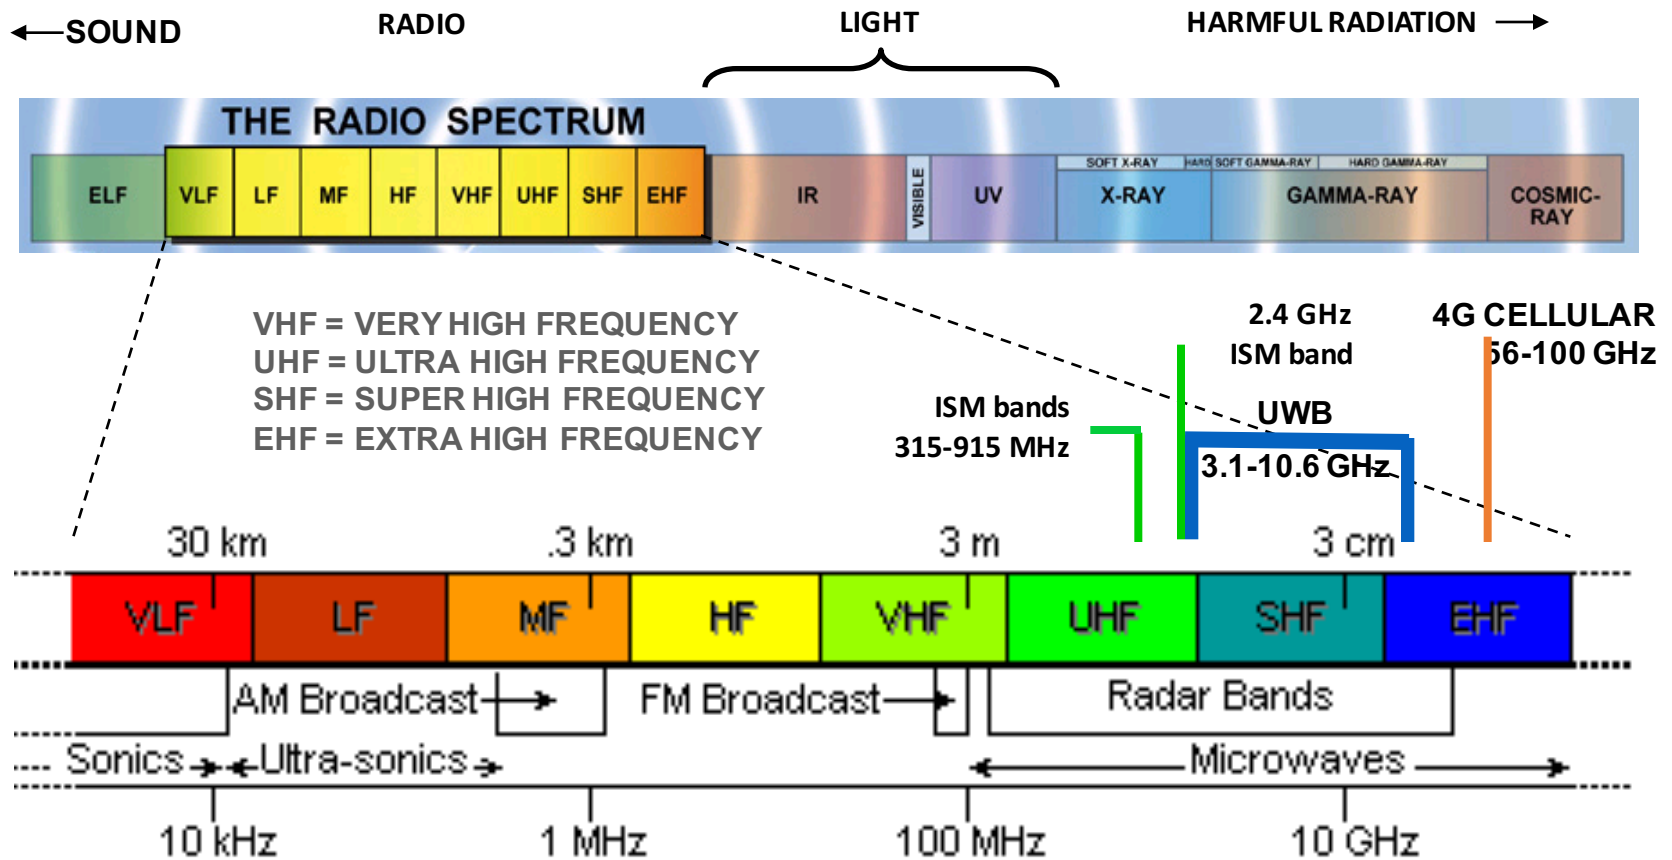 SOUND
RADIO
LIGHT
HARMFUL RADIATION
THE RADIO SPECTRUM
SOFT X-RAY
HARD
SOFT GAMMA-RAY
HARD GAMMA-RAY
ELF
VLF
LF
MF
HF
VHF
UHF
SHF
EHF
IR
VISIBLE
UV
X-RAY
GAMMA-RAY
COSMIC-
RAY
VHF = VERY HIGH FREQUENCY
UHF = ULTRA HIGH FREQUENCY
SHF = SUPER HIGH FREQUENCY
EHF = EXTRA HIGH FREQUENCY
ISM bands
315-915 MHz
2.4 GHz
ISM band
UWB
3.1-10.6 GHz
4G CELLULAR
56-100 GHz
30 km
.3 km
3 m
3 cm
VLF
LF
MF
HF
VHF
UHF
SHF
EHF
AM Broadcast
FM Broadcast
Radar Bands
Sonics
Ultra-sonics
Microwaves
10 kHz
1 MHz
100 MHz
10 GHz